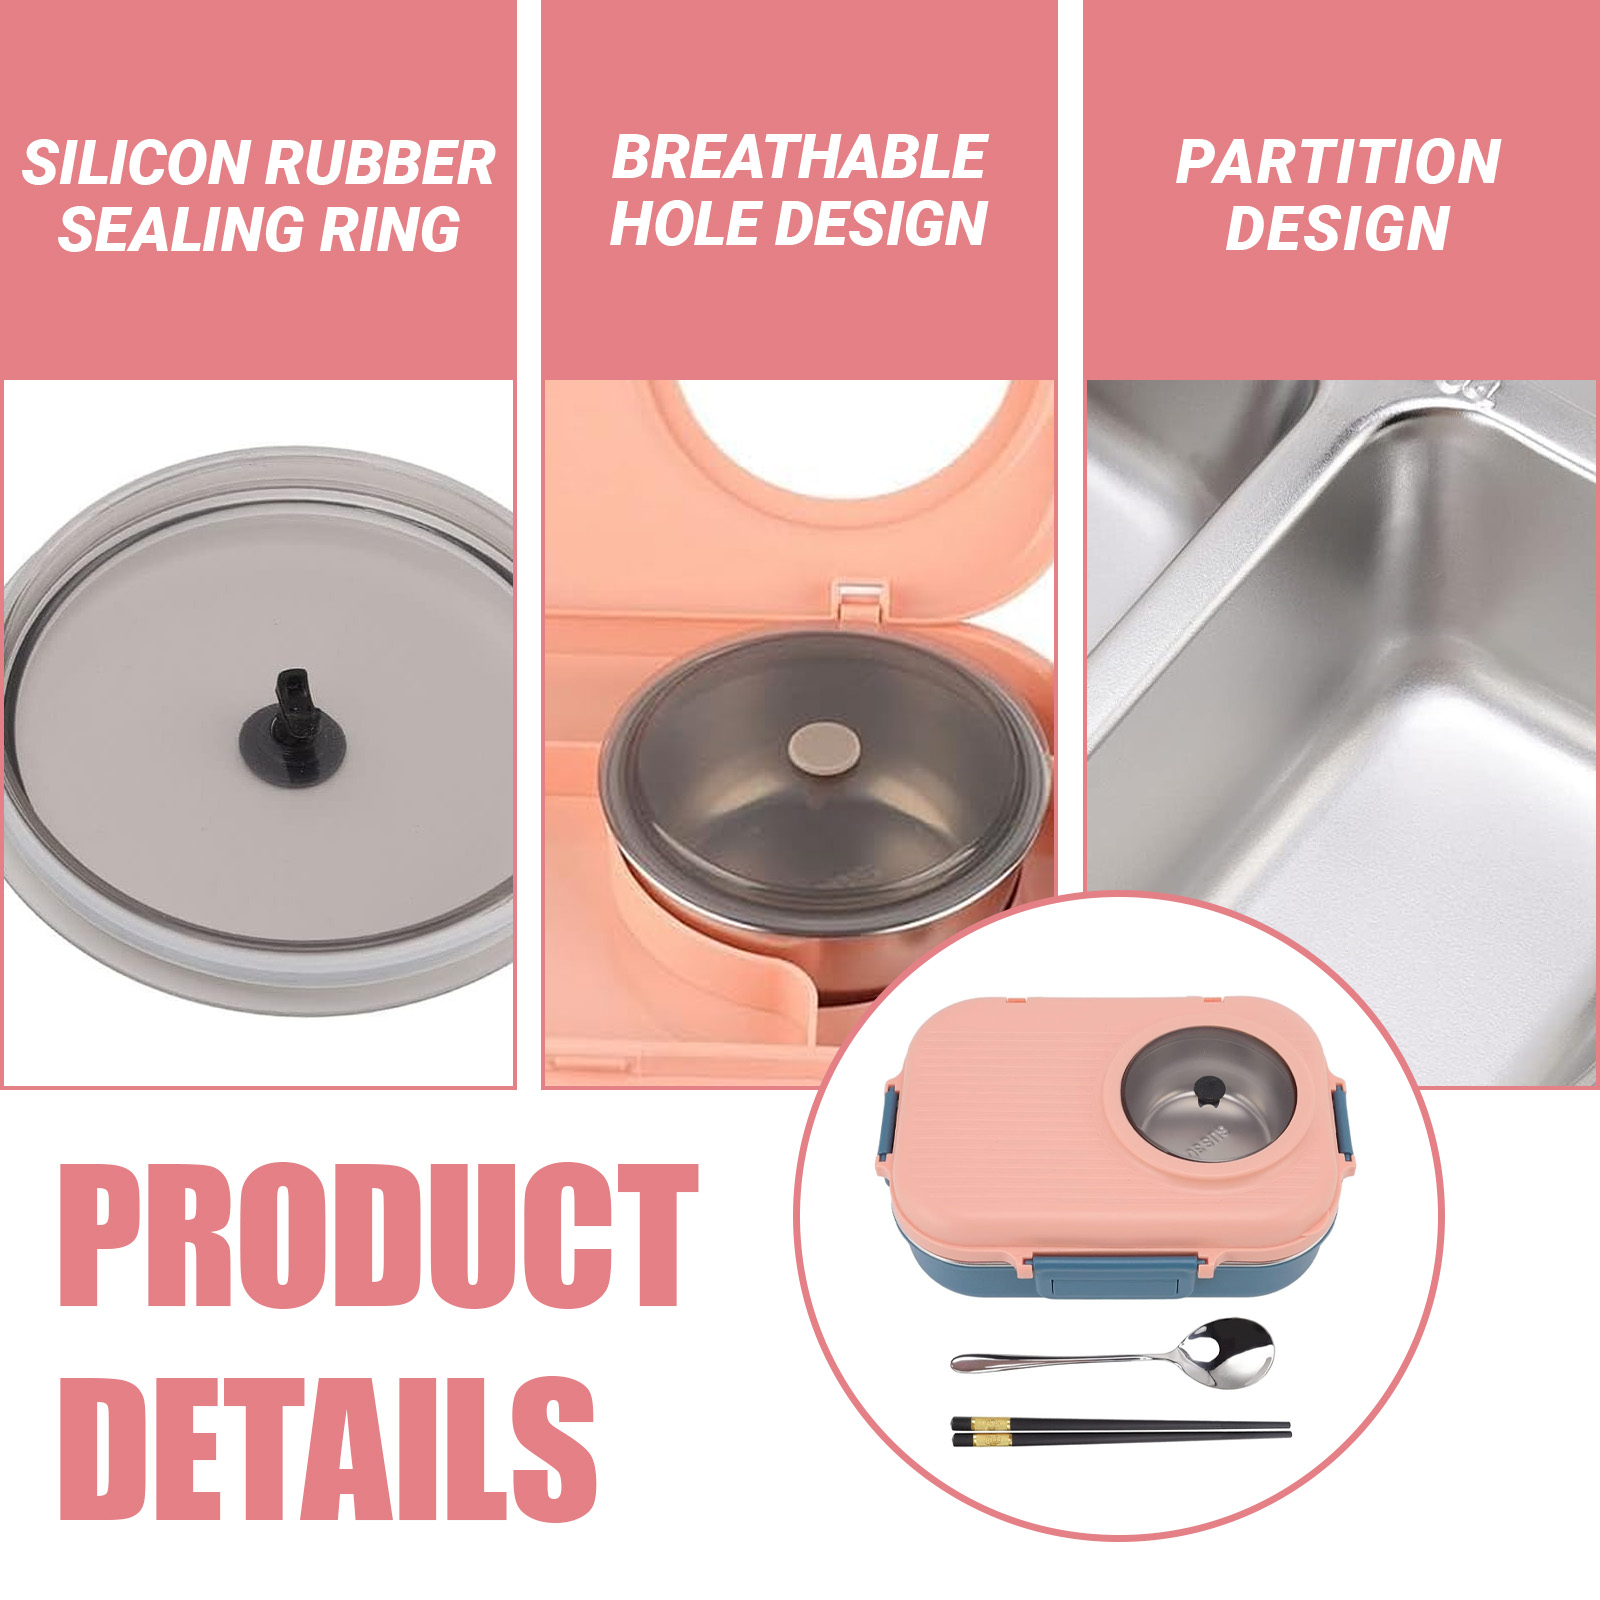 SILICON RUBBER
SEALING RING
BREATHABLE
HOLE DESIGN
PARTITION
DESIGN
PRODUCT
DETAILS